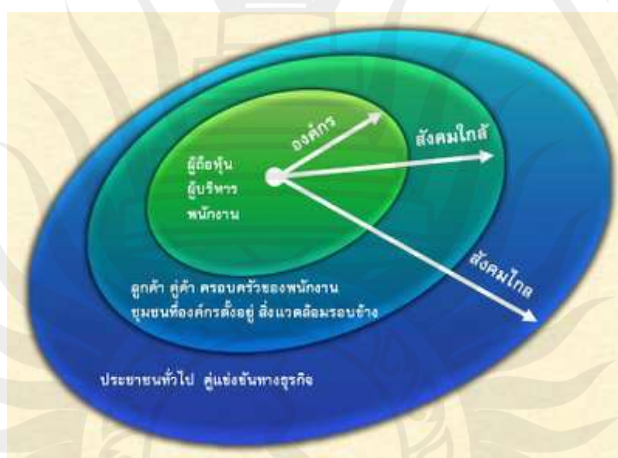 องค์กร
สังคมใกล้
ผู้ถือหุ้น
ผู้บริหาร
พนักงาน
สังคมไกล
ลูกค้า คู่ค้า ครอบครัวของพนักงาน
ชุมชนที่องค์กรตั้งอยู่ สิ่งแวดล้อมรอบข้าง
ประชาชนทั่วไป คู่แข่งขันทางธุรกิจ